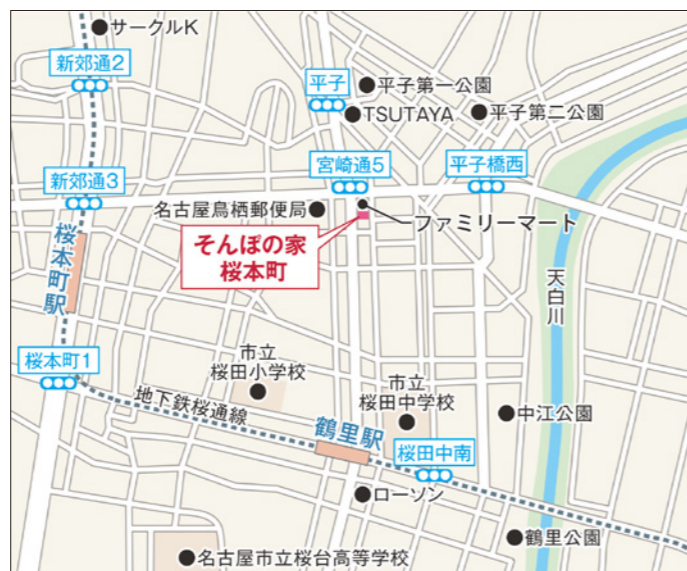 サークルK
新郊通2
平子
平子第一公園
TSUTAYA
平子第二公園
宮崎通5
平子橋西
新郊通3
名古屋鳥栖郵便局
ファミリーマート
そんぽの家
桜本町
桜本町駅
天白川
桜本町1
市立
桜田小学校
地下鉄桜通線
市立
桜田中学校
中江公園
鶴里駅
桜田中南
ローソン
鶴里公園
名古屋市立桜台高等学校